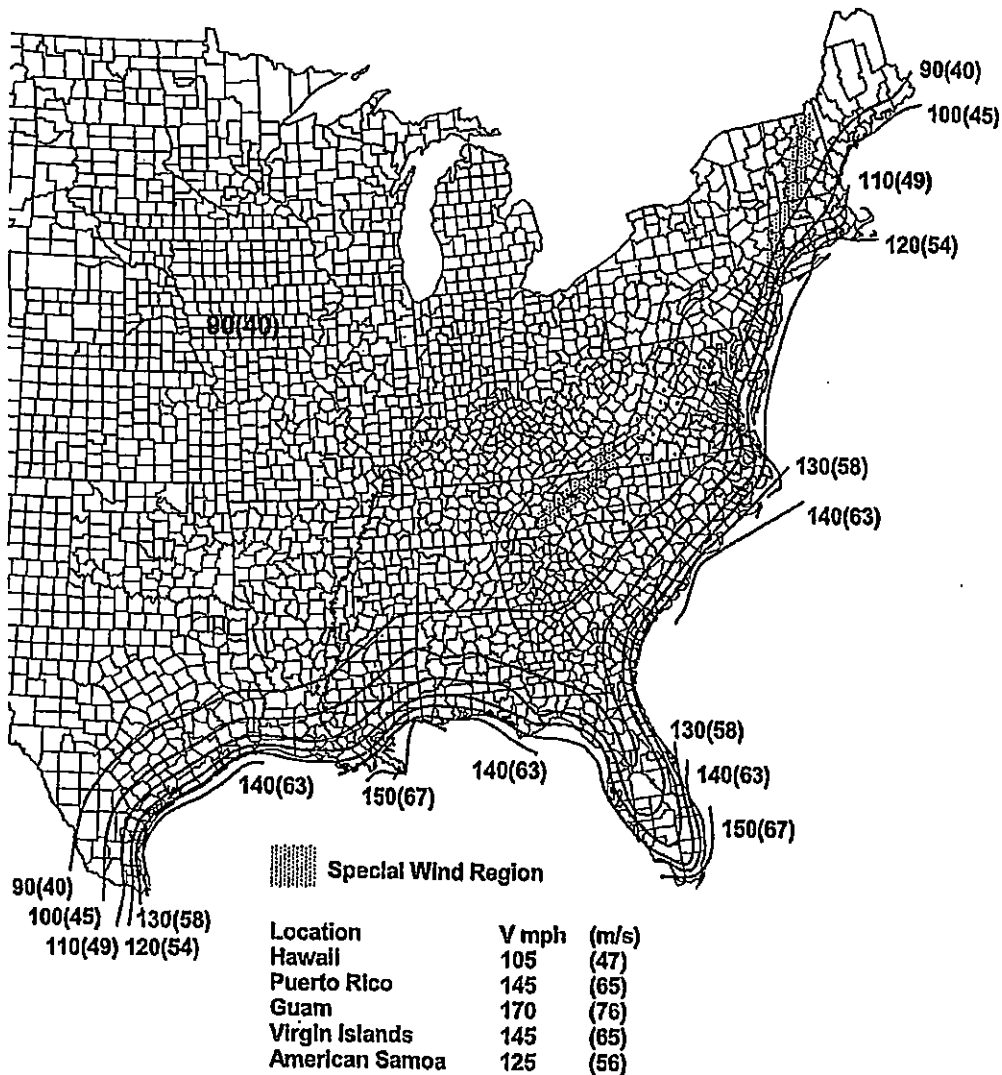 90(40)
100(45)
110(49)
120(54)
90(40)
130(58)
140(63)
130(58)
140(63)
140(63)
140(63)
150(67)
150(67)
90(40)
100(45)
130(58)
110(49) 120(54)
Special Wind Region
Location V mph (m/s)
Hawaii 105 (47)
Puerto Rico 145 (65)
Guam 170 (76)
Virgin Islands 145 (65)
American Samoa 125 (56)